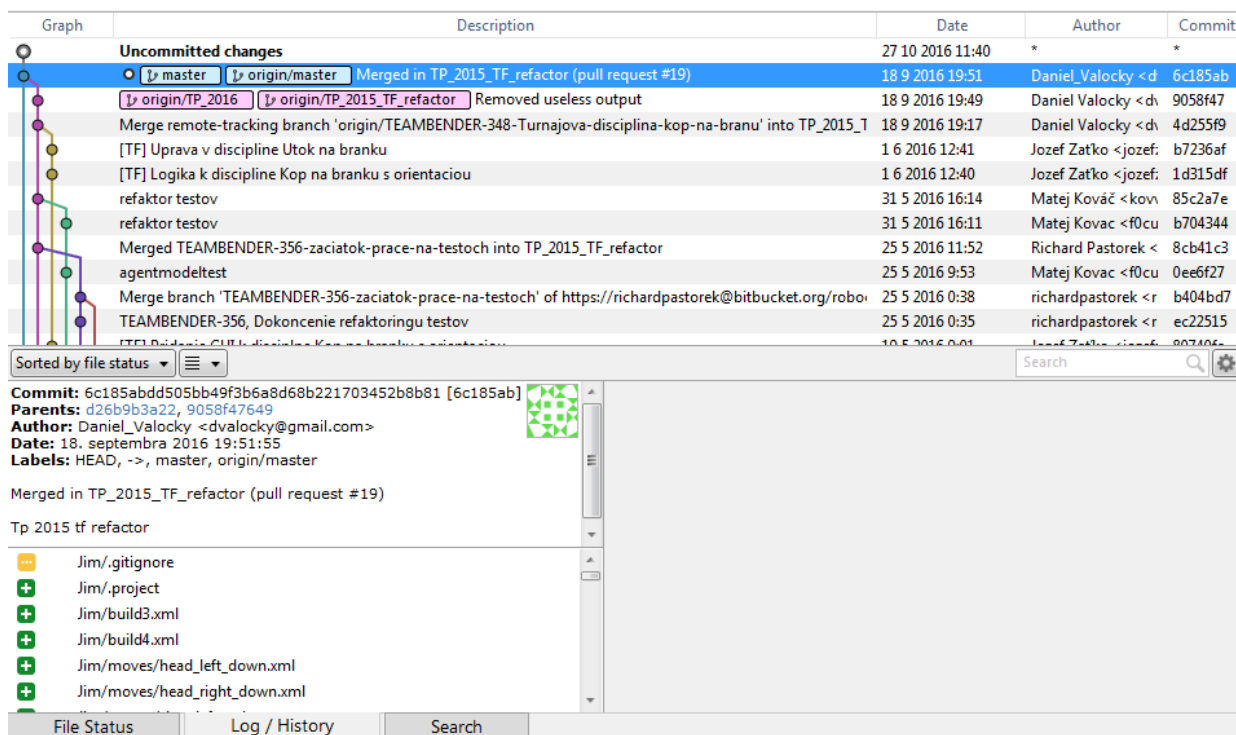 Graph Description Date Author Commit
Uncommitted changes 27 10 2016 11:40 * *
master origin/master Merged in TP_2015_TF_refactor (pull request #19) 18 9 2016 19:51 Daniel_Valocky <d 6c185ab
origin/TP_2016 origin/TP_2015_TF_refactor Removed useless output 18 9 2016 19:49 Daniel Valocky <dv 9058f47
Merge remote-tracking branch 'origin/TEAMBENDER-348-Turnajova-disciplina-kop-na-branu' into TP_2015_T 18 9 2016 19:17 Daniel Valocky <dv 4d255f9
[TF] Uprava v discipline Utok na branku 1 6 2016 12:41 Jozef Zaťko <jozef: b7236af
[TF] Logika k discipline Kop na branku s orientaciou 1 6 2016 12:40 Jozef Zaťko <jozef: 1d315df
refaktor testov 31 5 2016 16:14 Matej Kováč <kov 85c2a7e
refaktor testov 31 5 2016 16:11 Matej Kovac <f0cu b704344
Merged TEAMBENDER-356-zaciatok-prace-na-testoch into TP_2015_TF_refactor 25 5 2016 11:52 Richard Pastorek < 8cb41c3
agentmodeltest 25 5 2016 9:53 Matej Kovac <f0cu 0ee6f27
Merge branch 'TEAMBENDER-356-zaciatok-prace-na-testoch' of https://richardpastorek@bitbucket.org/robo 25 5 2016 0:38 richardpastorek <r b404bd7
TEAMBENDER-356, Dokoncenie refaktoringu testov 25 5 2016 0:35 richardpastorek <r ec22515
Sorted by file status Search
Commit: 6c185abdd505bb49f3b6a8d68b221703452b8b81 [6c185ab]
Parents: d26b9b3a22, 9058f47649
Author: Daniel_Valocky <dvalocky@gmail.com>
Date: 18. septembra 2016 19:51:55
Labels: HEAD, ->, master, origin/master
Merged in TP_2015_TF_refactor (pull request #19)
Tp 2015 tf refactor
Jim/.gitignore
Jim/.project
Jim/build3.xml
Jim/build4.xml
Jim/moves/head_left_down.xml
Jim/moves/head_right_down.xml
File Status Log / History Search